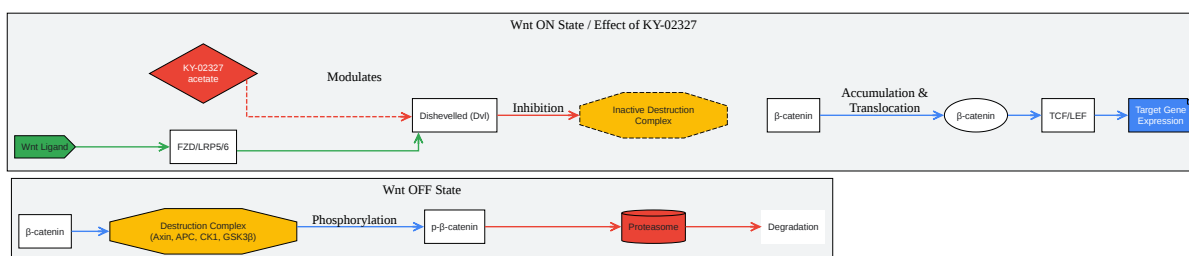 Wnt ON State / Effect of KY-02327
KY-02327
acetate
Modulates
Wnt Ligand
FZD/LRP5/6
Dishevelled (Dvl)
Inhibition
Inactive Destruction
Complex
β-catenin
Accumulation &
Translocation
β-catenin
TCF/LEF
Target Gene
Expression
Wnt OFF State
β-catenin
Destruction Complex
(Axin, APC, CK1, GSK3β)
Phosphorylation
p-β-catenin
Proteasome
Degradation